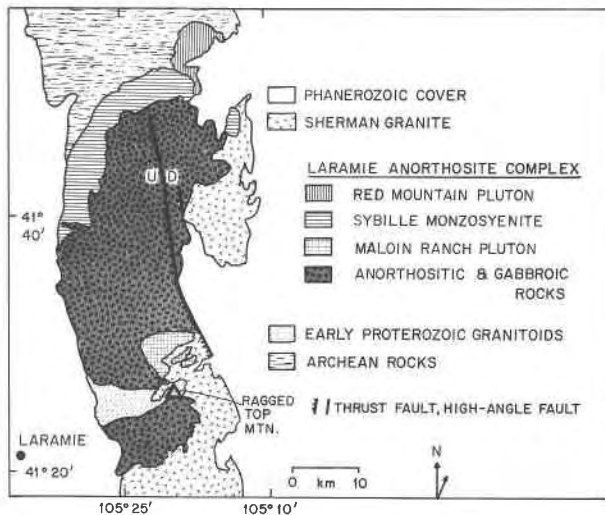 PHANEROZOIC COVER
SHERMAN GRANITE
LARAMIE ANORTHOSITE COMPLEX
RED MOUNTAIN PLUTON
SYBILLE MONZOSYENITE
MALOIN RANCH PLUTON
ANORTHOSITIC & GABBROIC
ROCKS
EARLY PROTEROZOIC GRANITOIDS
ARCHEAN ROCKS
THRUST FAULT, HIGH-ANGLE FAULT
U D
41°
40'
RAGGED
TOP
MTN.
LARAMIE
41° 20'
0 km 10
N
105° 25' 105° 10'